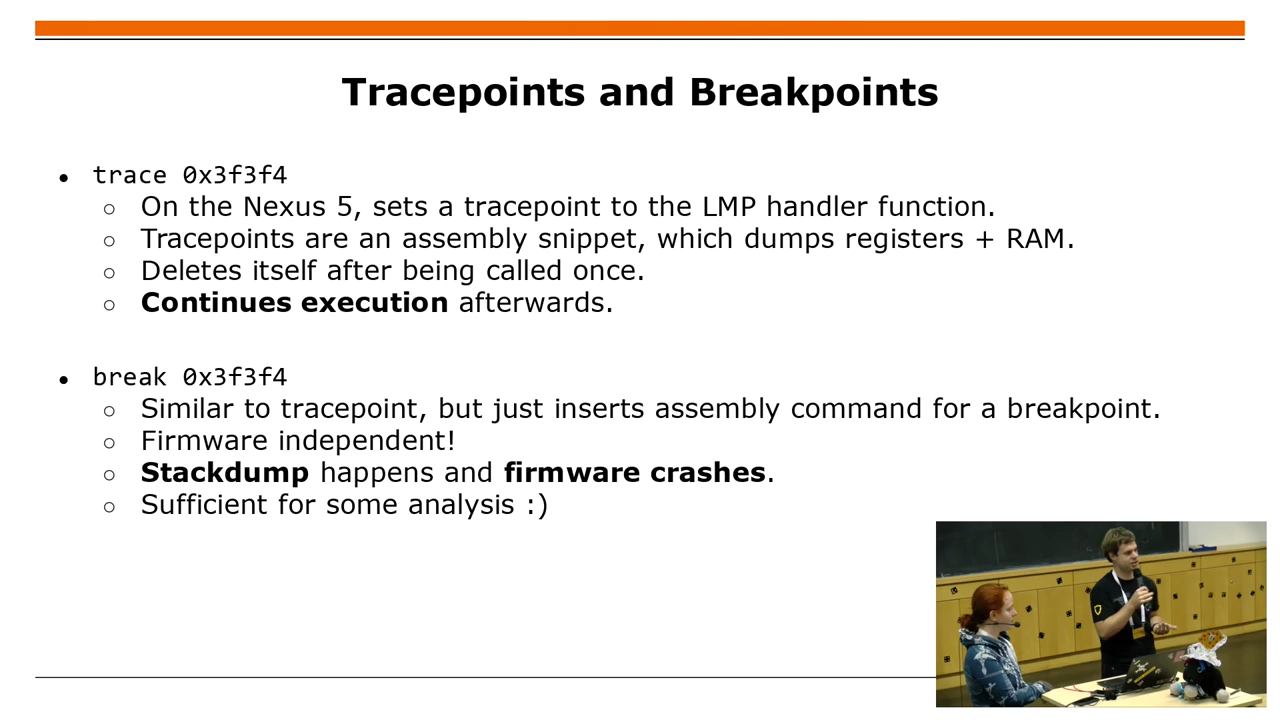 Tracepoints and Breakpoints
● trace 0x3f3f4
○ On the Nexus 5, sets a tracepoint to the LMP handler function.
○ Tracepoints are an assembly snippet, which dumps registers + RAM.
○ Deletes itself after being called once.
○ Continues execution afterwards.
● break 0x3f3f4
○ Similar to tracepoint, but just inserts assembly command for a breakpoint.
○ Firmware independent!
○ Stackdump happens and firmware crashes.
○ Sufficient for some analysis :)